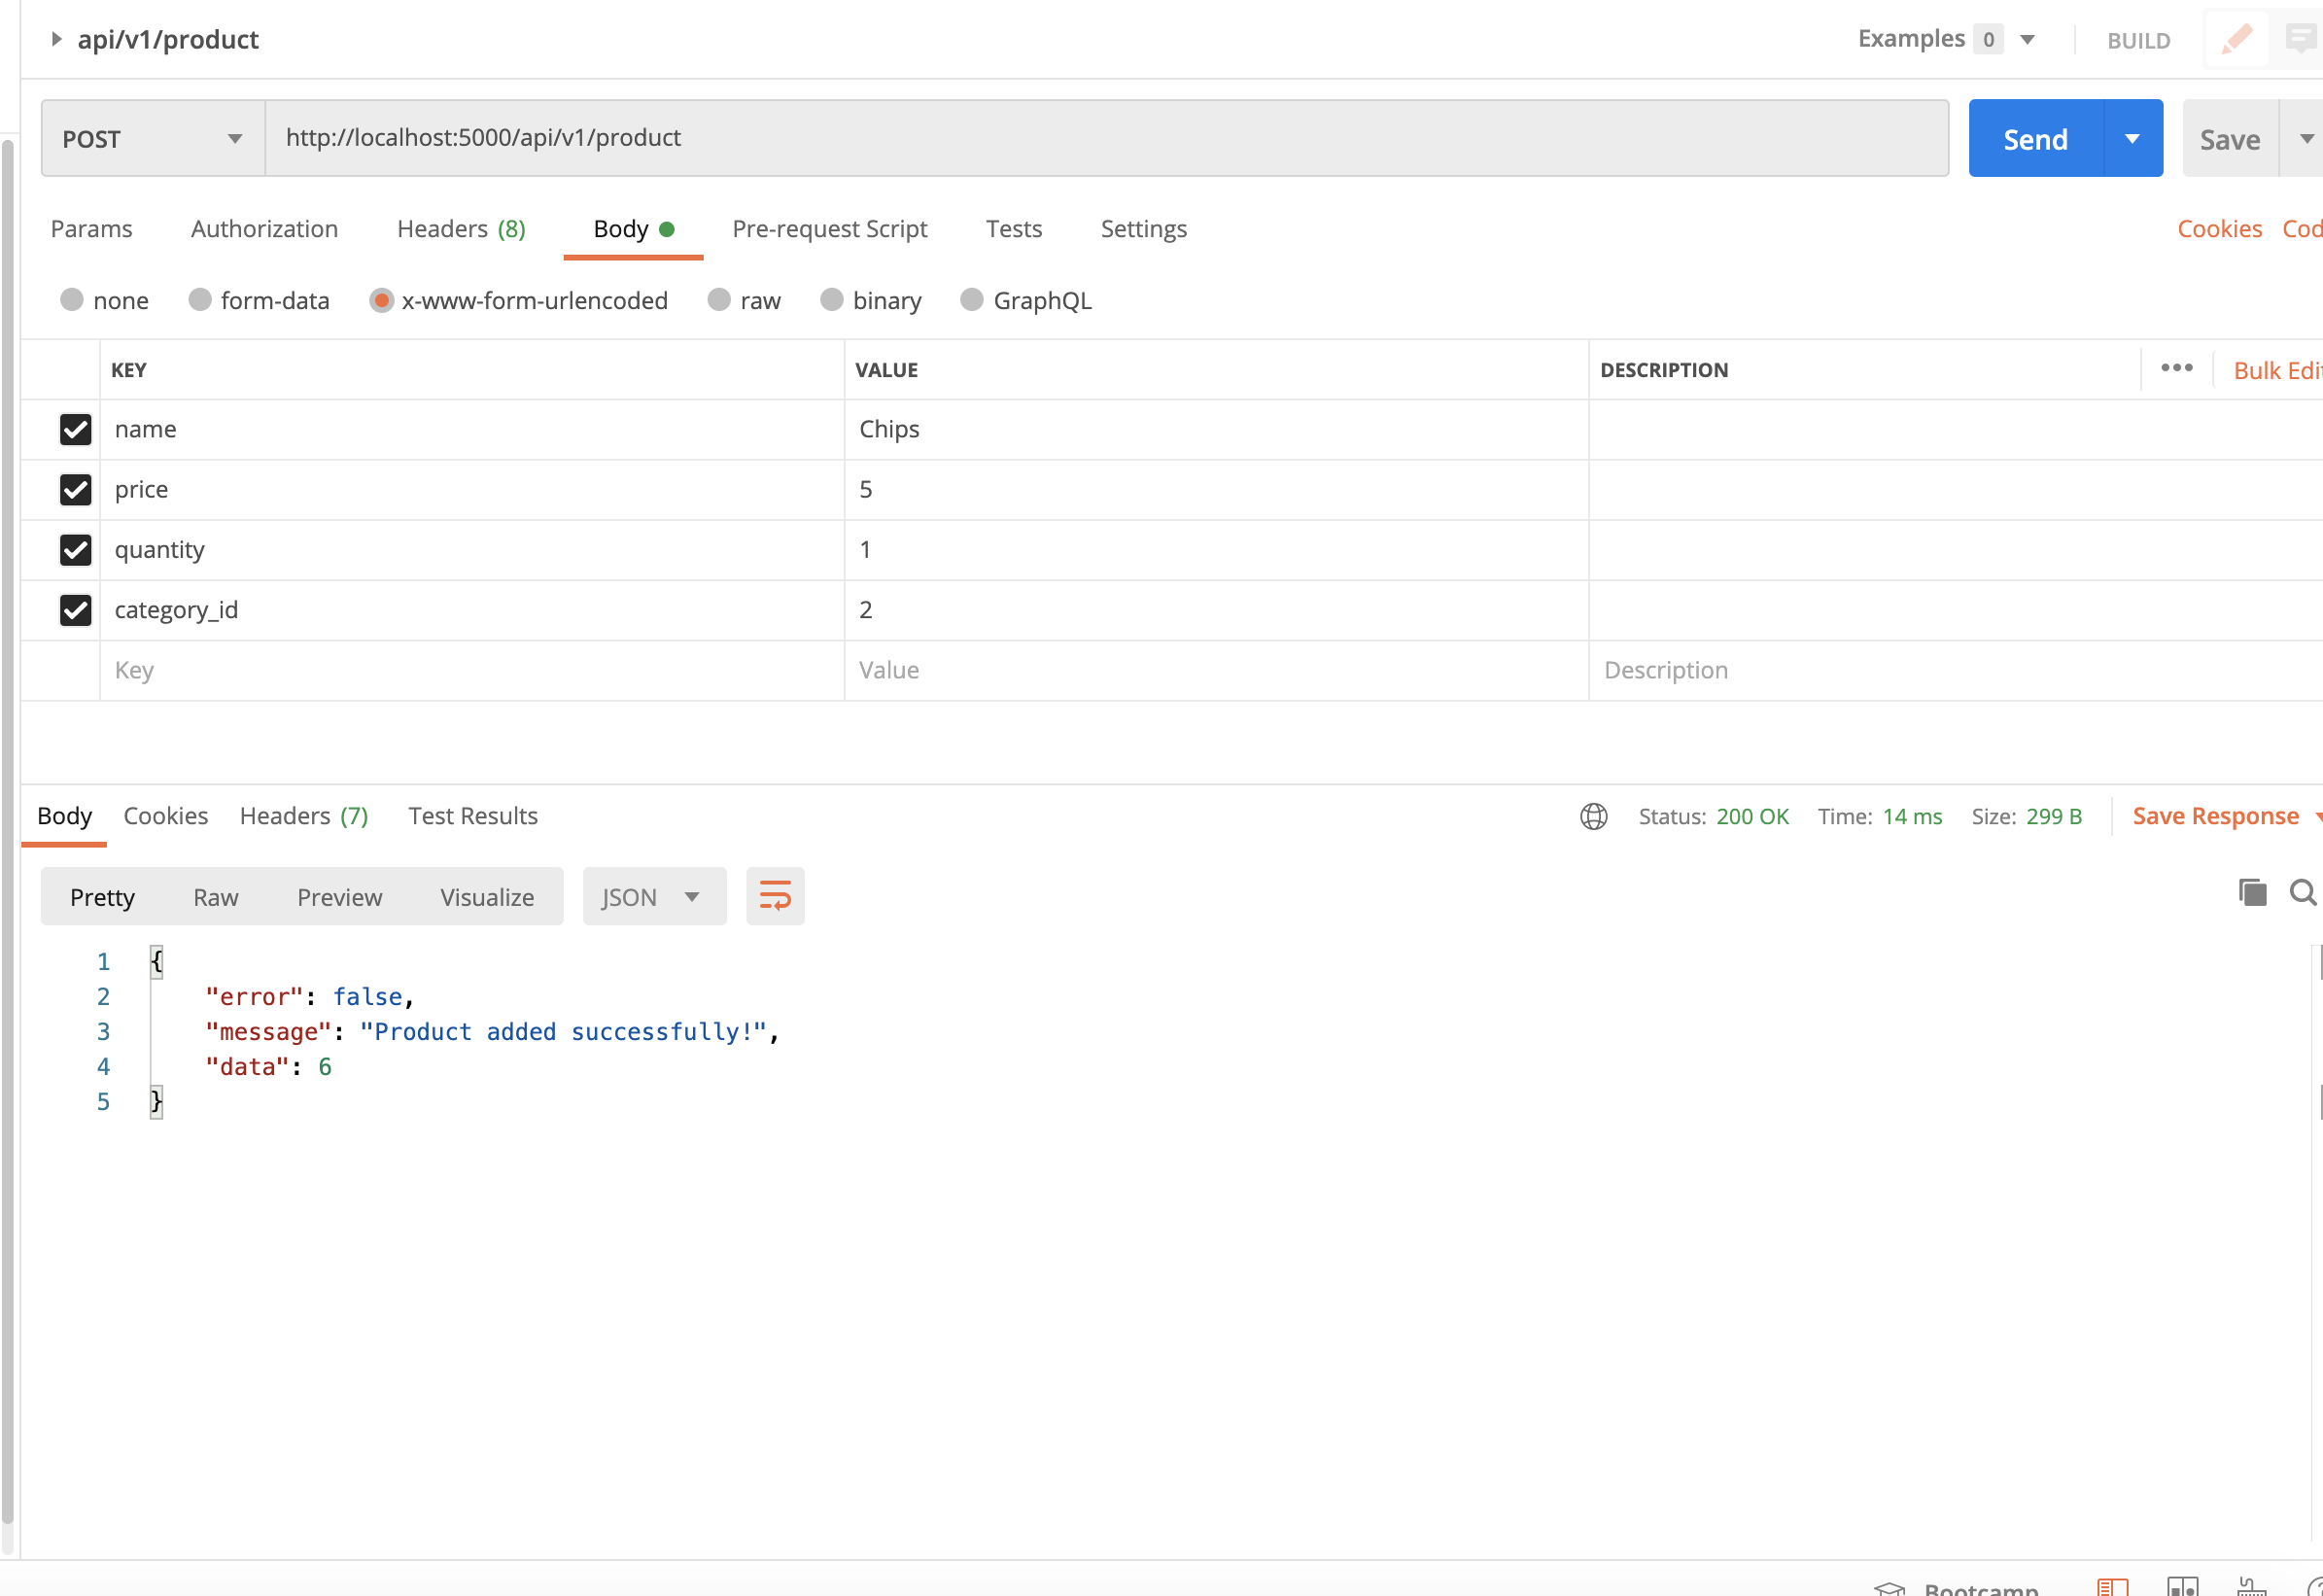 api/v1/product
Examples 0
BUILD
POST
http://localhost:5000/api/v1/product
Send
Save
Params Authorization Headers (8) Body Pre-request Script Tests Settings Cookies Cod
none form-data x-www-form-urlencoded raw binary GraphQL
KEY VALUE DESCRIPTION Bulk Edit
name Chips
price 5
quantity 1
category_id 2
Key Value Description
Body Cookies Headers (7) Test Results Status: 200 OK Time: 14 ms Size: 299 B Save Response
Pretty Raw Preview Visualize JSON
1 {
2 "error": false,
3 "message": "Product added successfully!",
4 "data": 6
5 }
Bootcamp